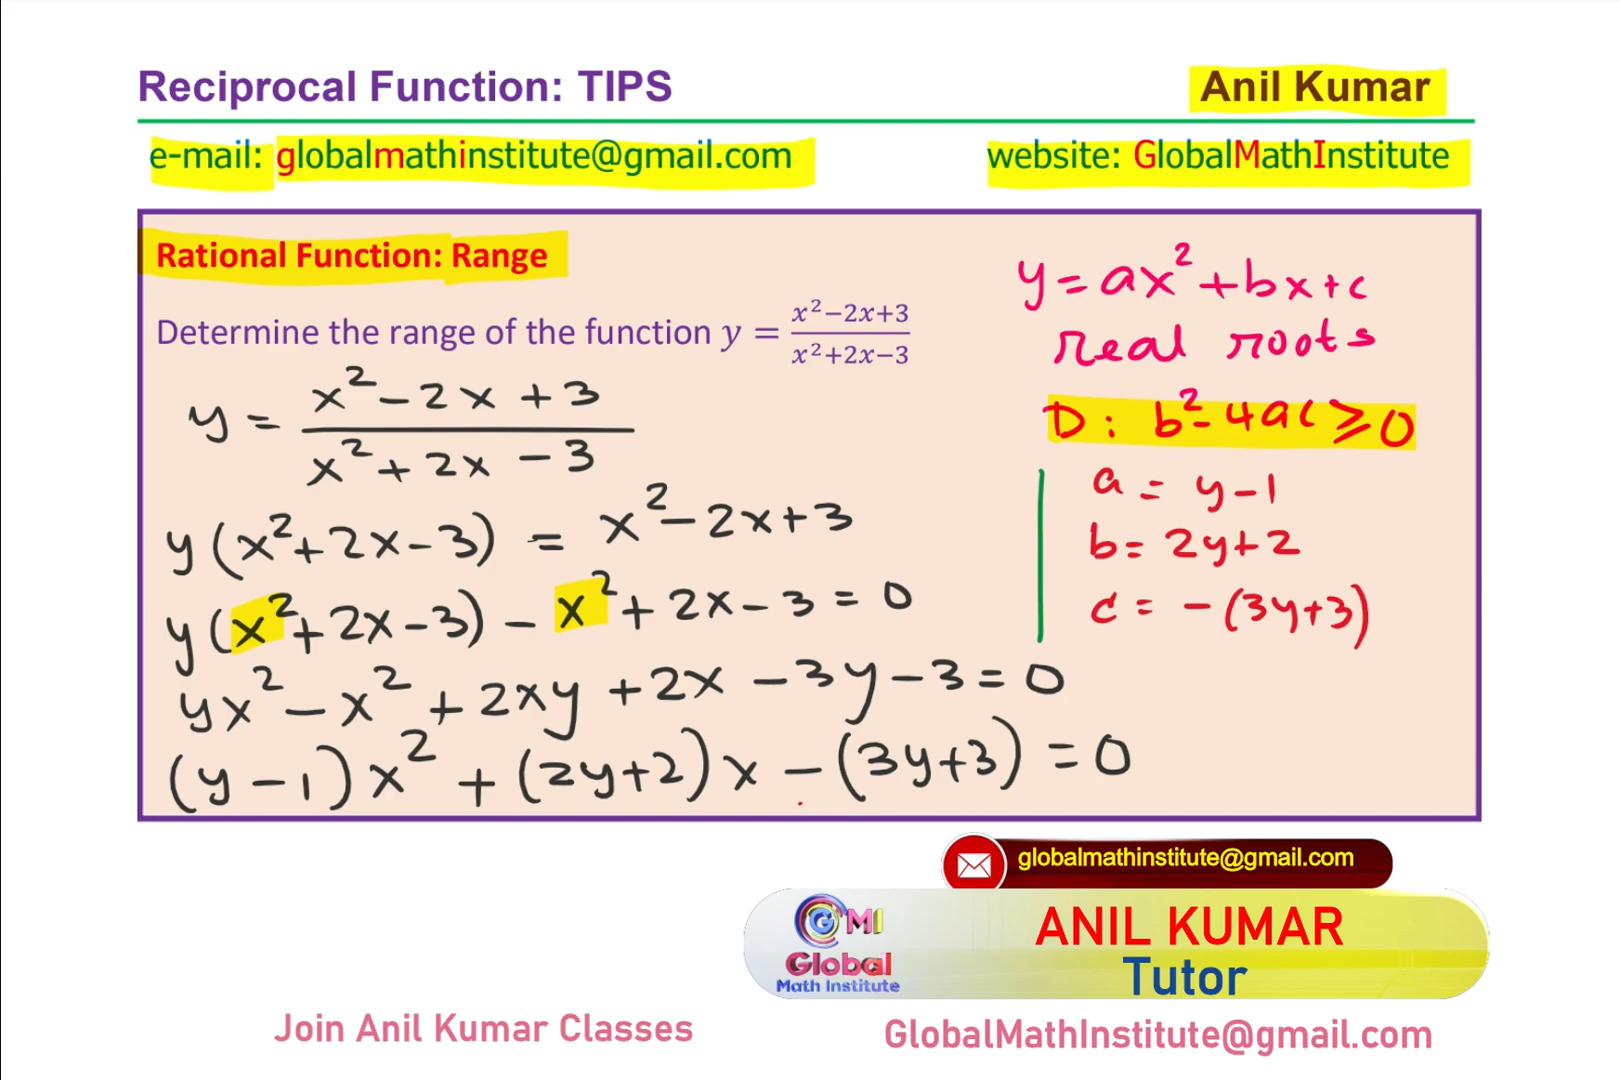 Reciprocal Function: TIPS
Anil Kumar
e-mail: globalmathinstitute@gmail.com
website: GlobalMathInstitute
Rational Function: Range
Determine the range of the function y = (x²−2x+3)/(x²+2x−3)
y = (x² − 2x + 3)/(x² + 2x − 3)
y(x²+2x−3) = x²−2x+3
y(x²+2x−3) − x²+2x−3 = 0
yx² − x² + 2xy + 2x − 3y − 3 = 0
(y−1)x² + (2y+2)x − (3y+3) = 0
y = ax²+bx+c
real roots
D: b²−4ac ≥ 0
a = y−1
b = 2y+2
c = −(3y+3)
globalmathinstitute@gmail.com
GMI
Global
Math Institute
ANIL KUMAR
Tutor
Join Anil Kumar Classes
GlobalMathInstitute@gmail.com